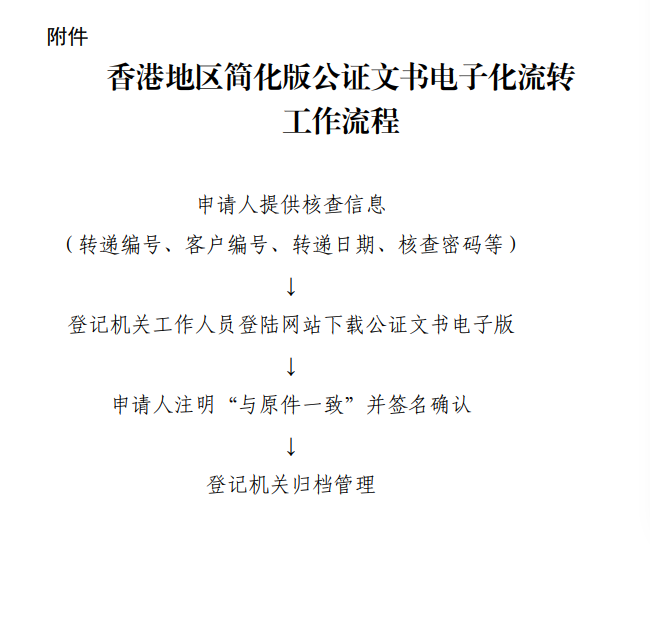 附件
香港地区简化版公证文书电子化流转
工作流程
申请人提供核查信息
（转递编号、客户编号、转递日期、核查密码等）
↓
登记机关工作人员登陆网站下载公证文书电子版
↓
申请人注明“与原件一致”并签名确认
↓
登记机关归档管理